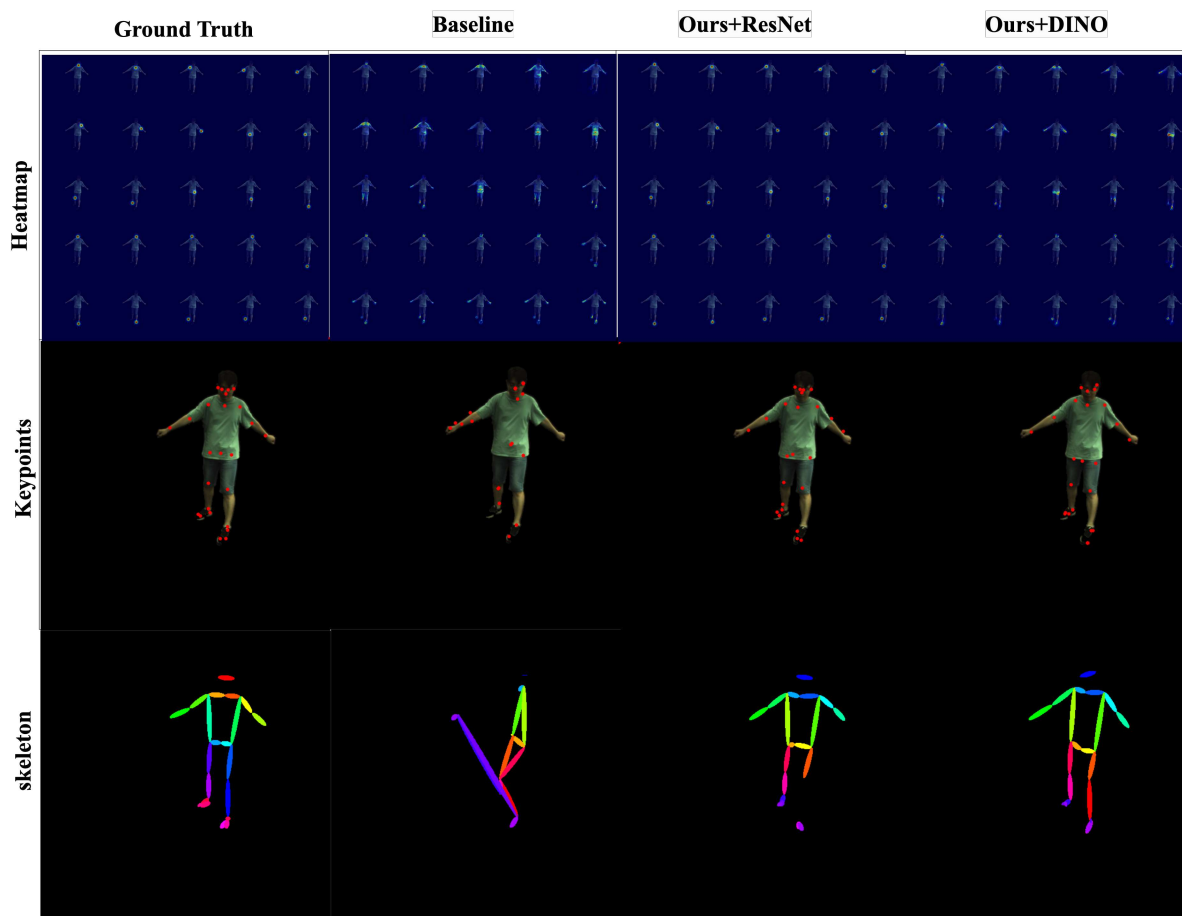 Ground Truth
Baseline
Ours+ResNet
Ours+DINO
Heatmap
Keypoints
skeleton